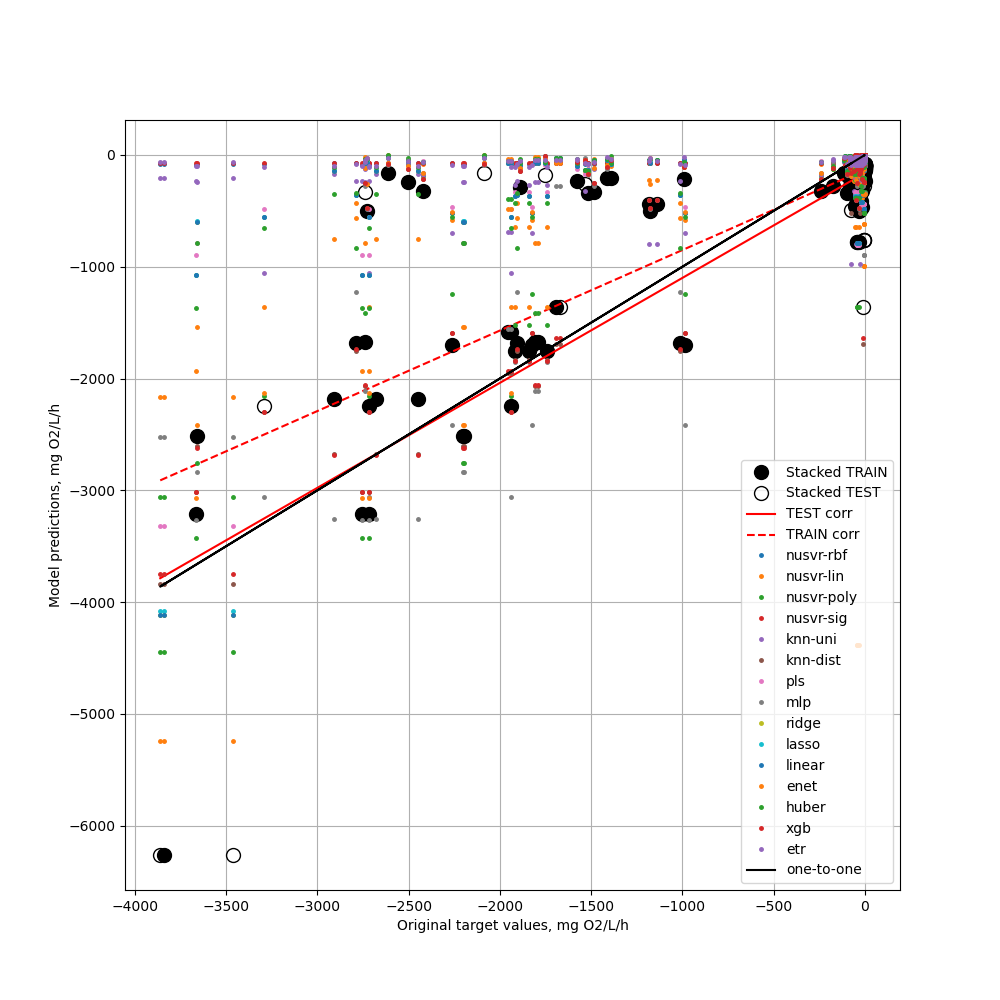 0
−1000
−2000
−3000
−4000
−5000
−6000
Model predictions, mg O2/L/h
−4000 −3500 −3000 −2500 −2000 −1500 −1000 −500 0
Original target values, mg O2/L/h
Stacked TRAIN
Stacked TEST
TEST corr
TRAIN corr
nusvr-rbf
nusvr-lin
nusvr-poly
nusvr-sig
knn-uni
knn-dist
pls
mlp
ridge
lasso
linear
enet
huber
xgb
etr
one-to-one